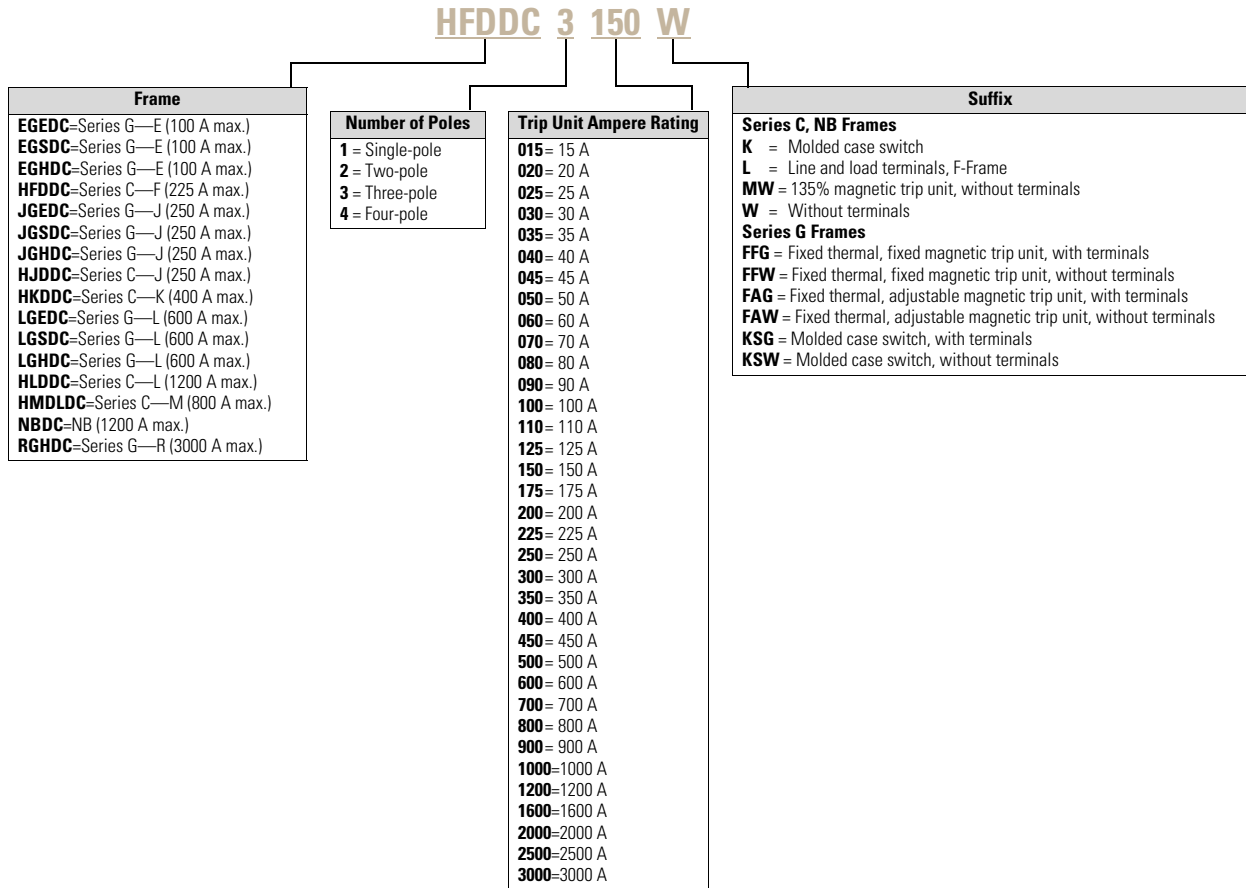 HFDDC 3 150 W
Frame
EGEDC=Series G—E (100 A max.)
EGSDC=Series G—E (100 A max.)
EGHDC=Series G—E (100 A max.)
HFDDC=Series C—F (225 A max.)
JGEDC=Series G—J (250 A max.)
JGSDC=Series G—J (250 A max.)
JGHDC=Series G—J (250 A max.)
HJDDC=Series C—J (250 A max.)
HKDDC=Series C—K (400 A max.)
LGEDC=Series G—L (600 A max.)
LGSDC=Series G—L (600 A max.)
LGHDC=Series G—L (600 A max.)
HLDDC=Series C—L (1200 A max.)
HMDLDC=Series C—M (800 A max.)
NBDC=NB (1200 A max.)
RGHDC=Series G—R (3000 A max.)
Number of Poles
1 = Single-pole
2 = Two-pole
3 = Three-pole
4 = Four-pole
Trip Unit Ampere Rating
015 = 15 A
020 = 20 A
025 = 25 A
030 = 30 A
035 = 35 A
040 = 40 A
045 = 45 A
050 = 50 A
060 = 60 A
070 = 70 A
080 = 80 A
090 = 90 A
100 = 100 A
110 = 110 A
125 = 125 A
150 = 150 A
175 = 175 A
200 = 200 A
225 = 225 A
250 = 250 A
300 = 300 A
350 = 350 A
400 = 400 A
450 = 450 A
500 = 500 A
600 = 600 A
700 = 700 A
800 = 800 A
900 = 900 A
1000=1000 A
1200=1200 A
1600=1600 A
2000=2000 A
2500=2500 A
3000=3000 A
Suffix
Series C, NB Frames
K = Molded case switch
L = Line and load terminals, F-Frame
MW = 135% magnetic trip unit, without terminals
W = Without terminals
Series G Frames
FFG = Fixed thermal, fixed magnetic trip unit, with terminals
FFW = Fixed thermal, fixed magnetic trip unit, without terminals
FAG = Fixed thermal, adjustable magnetic trip unit, with terminals
FAW = Fixed thermal, adjustable magnetic trip unit, without terminals
KSG = Molded case switch, with terminals
KSW = Molded case switch, without terminals